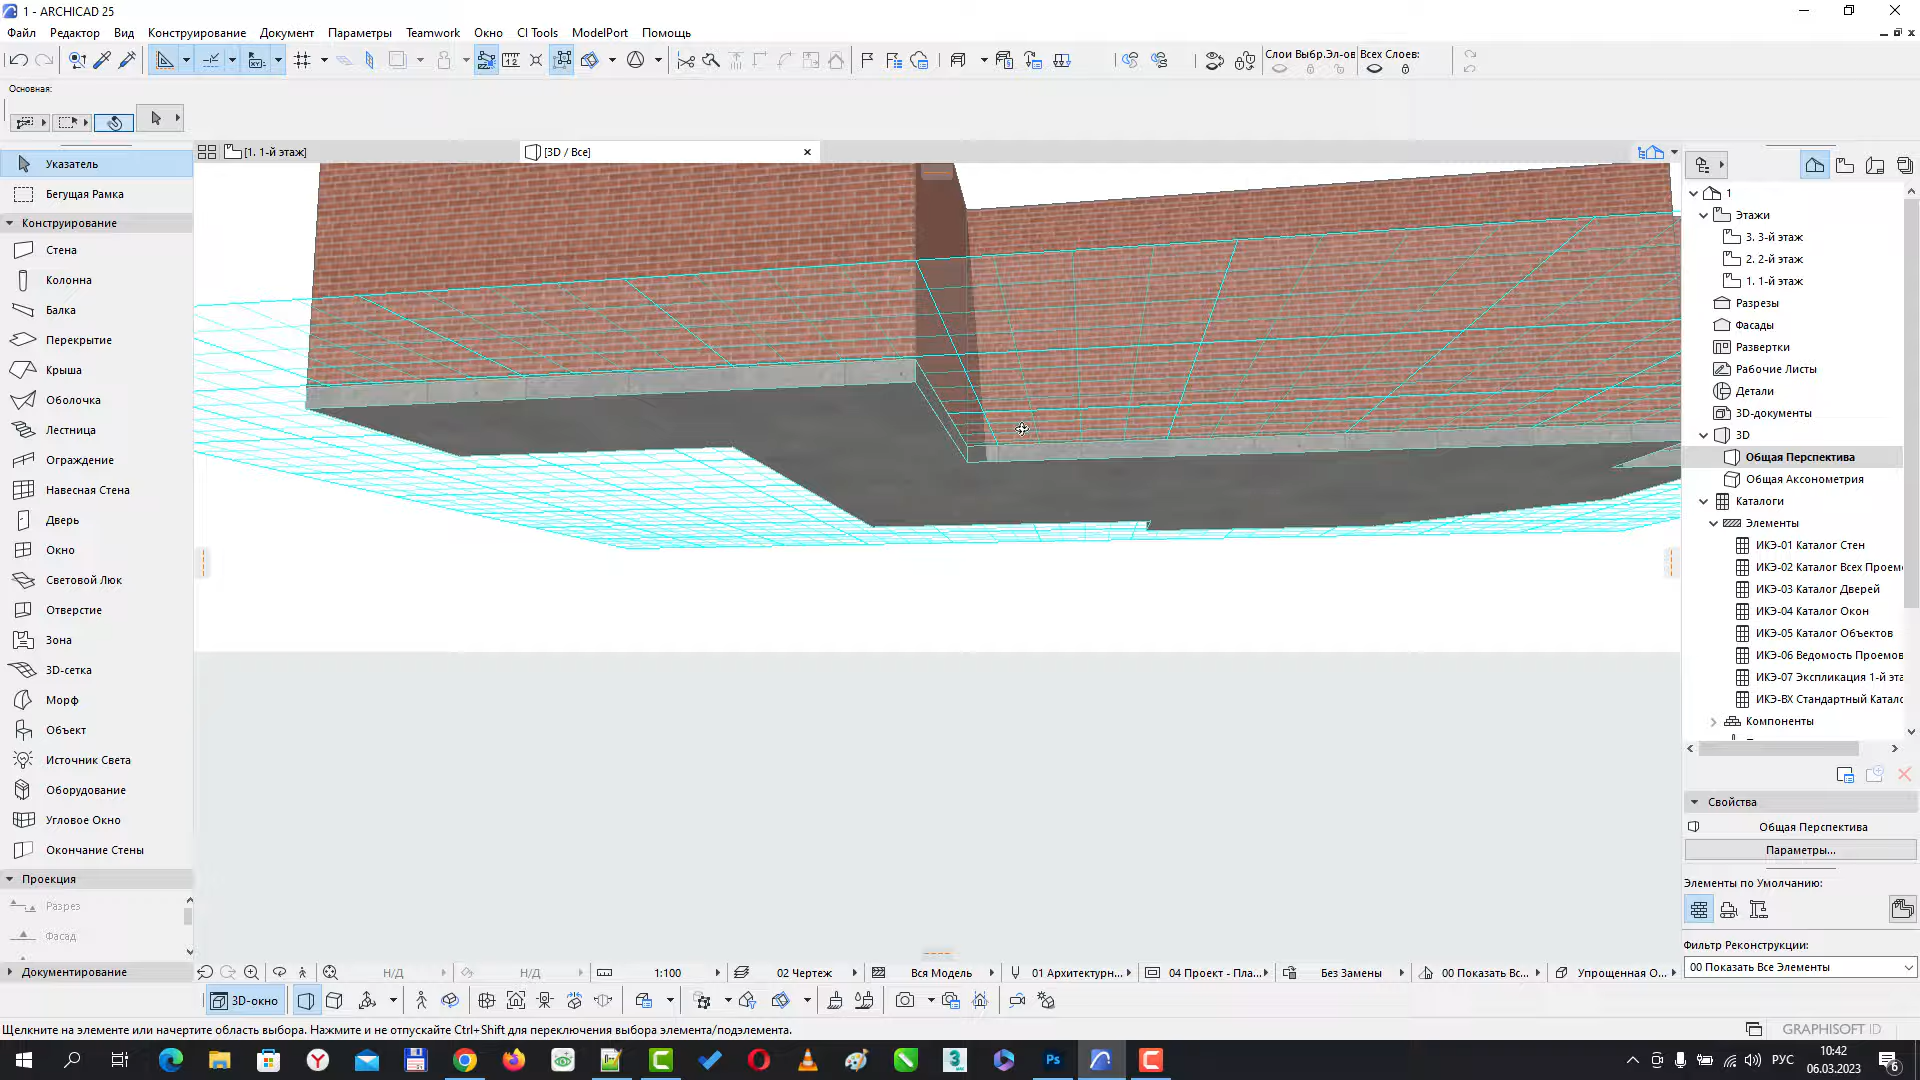 1 - ARCHICAD 25
Файл Редактор Вид Конструирование Документ Параметры Teamwork Окно CI Tools ModelPort Помощь
Слои Выбр.Эл-ов Всех Слоев:
Основная:
[1. 1-й этаж]
[3D / Все]
Указатель
Бегущая Рамка
Конструирование
Стена
Колонна
Балка
Перекрытие
Крыша
Оболочка
Лестница
Ограждение
Навесная Стена
Дверь
Окно
Световой Люк
Отверстие
Зона
3D-сетка
Морф
Объект
Источник Света
Оборудование
Угловое Окно
Окончание Стены
Проекция
Разрез
Фасад
Документирование
1
Этажи
3. 3-й этаж
2. 2-й этаж
1. 1-й этаж
Разрезы
Фасады
Развертки
Рабочие Листы
Детали
3D-документы
3D
Общая Перспектива
Общая Аксонометрия
Каталоги
Элементы
ИКЭ-01 Каталог Стен
ИКЭ-02 Каталог Всех Проем
ИКЭ-03 Каталог Дверей
ИКЭ-04 Каталог Окон
ИКЭ-05 Каталог Объектов
ИКЭ-06 Ведомость Проемов
ИКЭ-07 Экспликация 1-й эта
ИКЭ-ВХ Стандартный Катало
Компоненты
Свойства
Общая Перспектива
Параметры...
Элементы по Умолчанию:
Фильтр Реконструкции:
00 Показать Все Элементы
Н/Д Н/Д 1:100 02 Чертеж Вся Модель 01 Архитектурн... 04 Проект - Пла... Без Замены 00 Показать Вс... Упрощенная О...
3D-окно
Щелкните на элементе или начертите область выбора. Нажмите и не отпускайте Ctrl+Shift для переключения выбора элемента/подэлемента.
GRAPHISOFT ID
Ps
РУС
10:42
06.03.2023
6